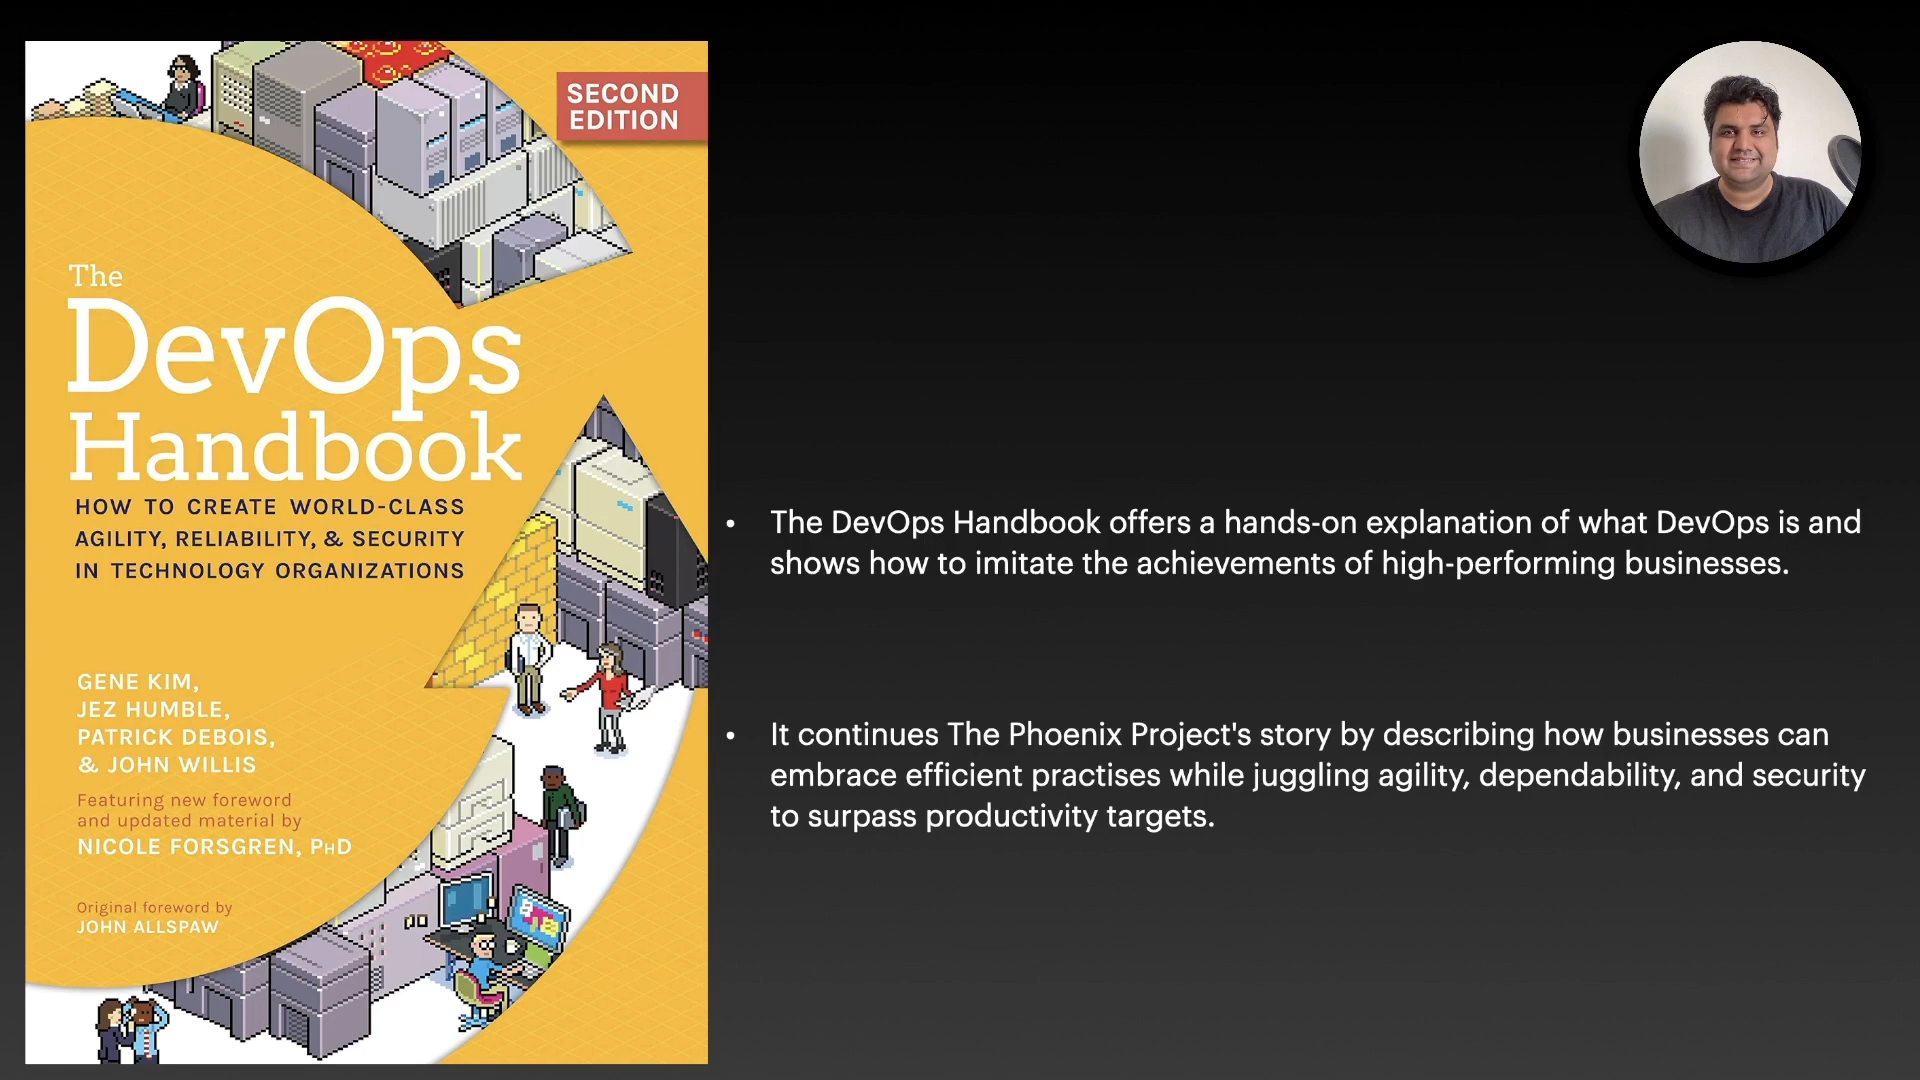 SECOND
EDITION
The
DevOps
Handbook
HOW TO CREATE WORLD-CLASS
AGILITY, RELIABILITY, & SECURITY
IN TECHNOLOGY ORGANIZATIONS
GENE KIM,
JEZ HUMBLE,
PATRICK DEBOIS,
& JOHN WILLIS
Featuring new foreword
and updated material by
NICOLE FORSGREN, PHD
Original foreword by
JOHN ALLSPAW
• The DevOps Handbook offers a hands-on explanation of what DevOps is and
shows how to imitate the achievements of high-performing businesses.
• It continues The Phoenix Project's story by describing how businesses can
embrace efficient practises while juggling agility, dependability, and security
to surpass productivity targets.